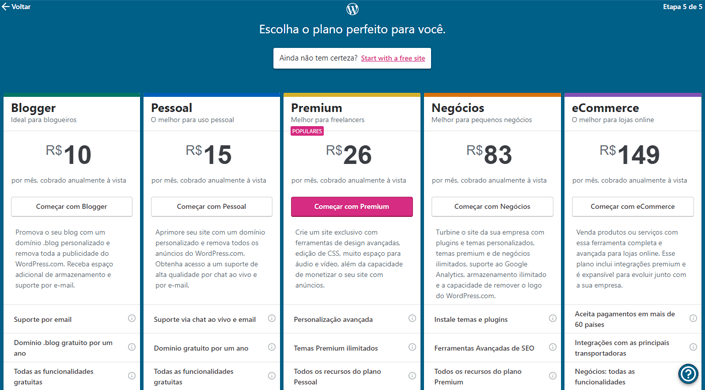 Voltar
Etapa 5 de 5
Escolha o plano perfeito para você.
Ainda não tem certeza? Start with a free site
Blogger
Ideal para blogueiros
R$10
por mês, cobrado anualmente à vista
Começar com Blogger
Promova o seu blog com um
domínio .blog personalizado e
remova toda a publicidade do
WordPress.com. Receba espaço
adicional de armazenamento e
suporte por e-mail.
Suporte por email
Domínio .blog gratuito por um
ano
Todas as funcionalidades
gratuitas
Pessoal
O melhor para uso pessoal
R$15
por mês, cobrado anualmente à vista
Começar com Pessoal
Aprimore seu site com um domínio
personalizado e remova todos os
anúncios do WordPress.com.
Obtenha acesso a um suporte de
alta qualidade por chat ao vivo e
por e-mail.
Suporte via chat ao vivo e email
Domínio gratuito por um ano
Todas as funcionalidades
gratuitas
Premium
Melhor para freelancers
POPULARES
R$26
por mês, cobrado anualmente à vista
Começar com Premium
Crie um site exclusivo com
ferramentas de design avançadas,
edição de CSS, muito espaço para
áudio e vídeo, além da capacidade
de monetizar o seu site com
anúncios.
Personalização avançada
Temas Premium ilimitados
Todos os recursos do plano
Pessoal
Negócios
Melhor para pequenos negócios
R$83
por mês, cobrado anualmente à vista
Começar com Negócios
Turbine o site da sua empresa com
plugins e temas personalizados,
temas premium e de negócios
ilimitados, suporte ao Google
Analytics, armazenamento ilimitado
e a capacidade de remover o logo
do WordPress.com.
Instale temas e plugins
Ferramentas Avançadas de SEO
Todos os recursos do plano
Premium
eCommerce
O melhor para lojas online
R$149
por mês, cobrado anualmente à vista
Começar com eCommerce
Venda produtos ou serviços com
essa ferramenta completa e
avançada para lojas online. Esse
plano inclui integrações premium e
é expansível para evoluir junto com
a sua empresa.
Aceita pagamentos em mais de
60 países
Integrações com as principais
transportadoras
Negócios: todas as
funcionalidades